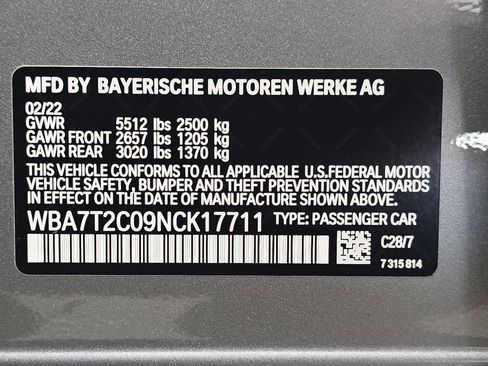 MFD BY BAYERISCHE MOTOREN WERKE AG
02/22
GVWR 5512 lbs 2500 kg
GAWR FRONT 2657 lbs 1205 kg
GAWR REAR 3020 lbs 1370 kg
THIS VEHICLE CONFORMS TO ALL APPLICABLE U.S.FEDERAL MOTOR
VEHICLE SAFETY, BUMPER AND THEFT PREVENTION STANDARDS
IN EFFECT ON THE DATE OF MANUFACTURE SHOWN ABOVE.
WBA7T2C09NCK17711 TYPE: PASSENGER CAR
C28/7
7 315 814